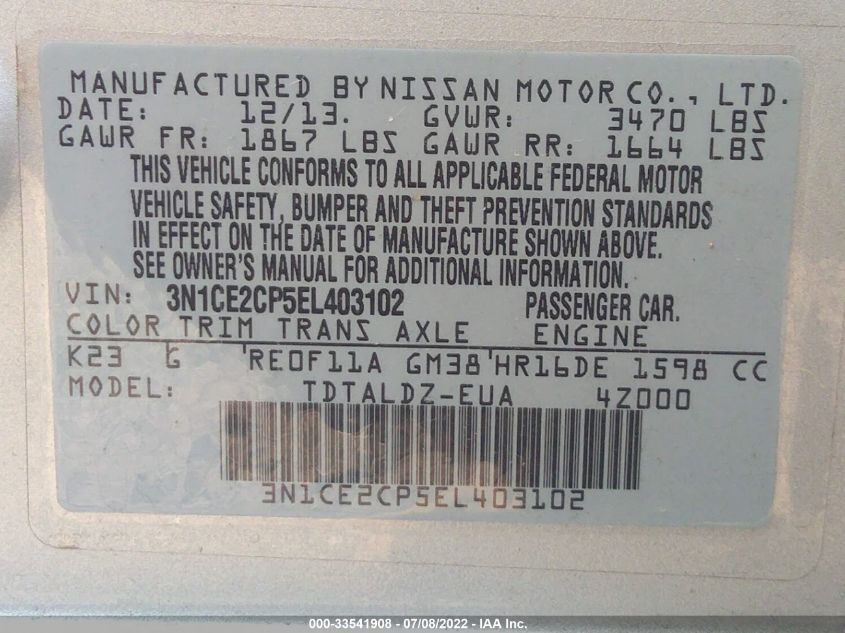 MANUFACTURED BY NISSAN MOTOR CO., LTD.
DATE: 12/13. GVWR: 3470 LBS
GAWR FR: 1867 LBS GAWR RR: 1664 LBS
THIS VEHICLE CONFORMS TO ALL APPLICABLE FEDERAL MOTOR
VEHICLE SAFETY, BUMPER AND THEFT PREVENTION STANDARDS
IN EFFECT ON THE DATE OF MANUFACTURE SHOWN ABOVE.
SEE OWNER'S MANUAL FOR ADDITIONAL INFORMATION.
VIN: 3N1CE2CP5EL403102 PASSENGER CAR.
COLOR TRIM TRANS AXLE ENGINE
K23 G RE0F11A GM38 HR16DE 1598 CC
MODEL: TDTALDZ-EUA 4Z000
3N1CE2CP5EL403102
000-33541908 - 07/08/2022 - IAA Inc.